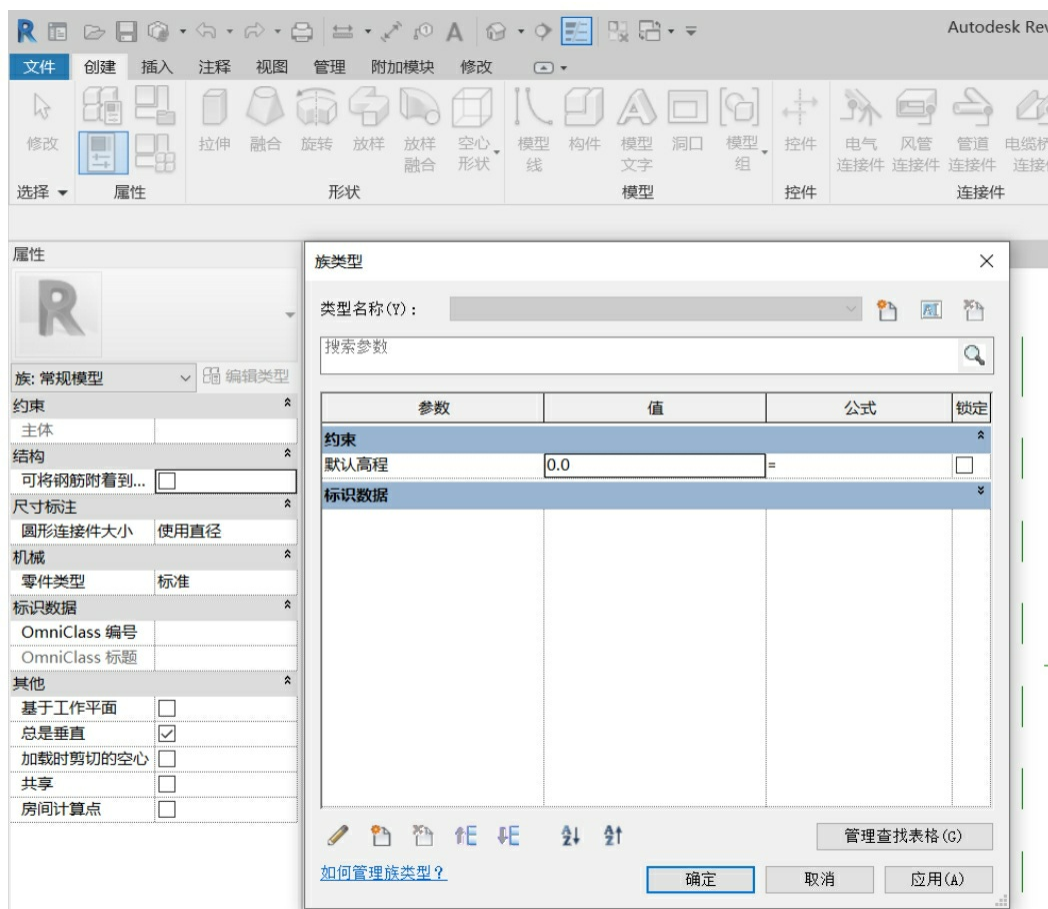 Autodesk Rev
文件 创建 插入 注释 视图 管理 附加模块 修改
修改 拉伸 融合 旋转 放样 放样融合 空心形状 模型线 构件 模型文字 洞口 模型组 控件 电气连接件 风管连接件 管道连接件 电缆桥连接
选择 属性 形状 模型 控件 连接件
属性
族: 常规模型 编辑类型
约束
主体
结构
可将钢筋附着到...
尺寸标注
圆形连接件大小 使用直径
机械
零件类型 标准
标识数据
OmniClass 编号
OmniClass 标题
其他
基于工作平面
总是垂直
加载时剪切的空心
共享
房间计算点
族类型
类型名称(Y):
搜索参数
参数 值 公式 锁定
约束
默认高程 0.0 =
标识数据
管理查找表格(G)
如何管理族类型?
确定 取消 应用(A)